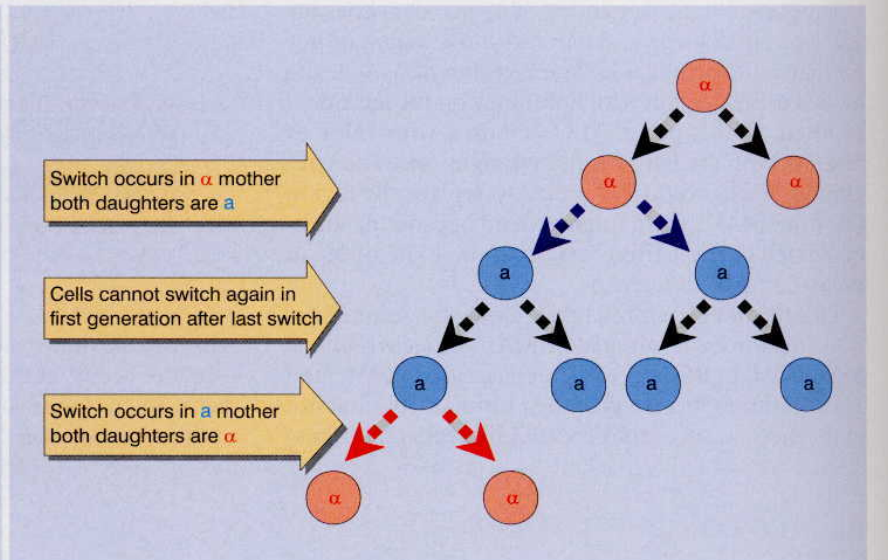 α
α
α
Switch occurs in α mother
both daughters are a
a
a
Cells cannot switch again in
first generation after last switch
a
a
a
a
Switch occurs in a mother
both daughters are α
α
α